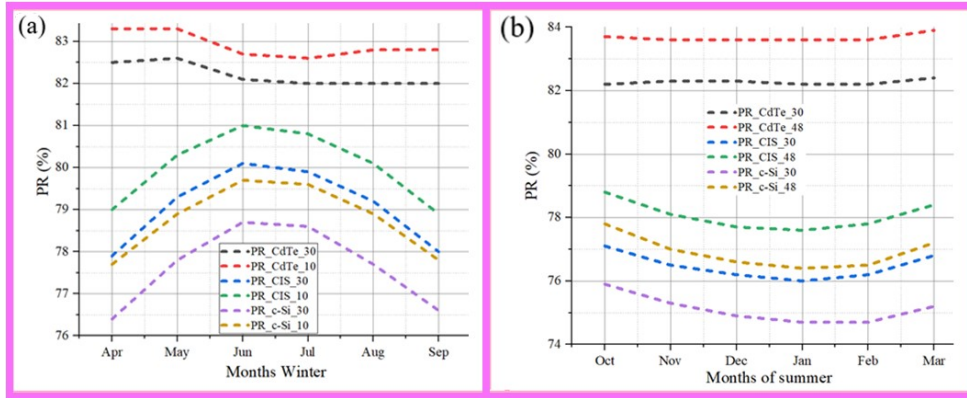 (a)
83
82
81
80
79
78
77
76
PR (%)
PR_CdTe_30
PR_CdTe_10
PR_CIS_30
PR_CIS_10
PR_c-Si_30
PR_c-Si_10
Apr May Jun Jul Aug Sep
Months Winter
(b)
84
82
80
78
76
74
PR (%)
PR_CdTe_30
PR_CdTe_48
PR_CIS_30
PR_CIS_48
PR_c-Si_30
PR_c-Si_48
Oct Nov Dec Jan Feb Mar
Months of summer